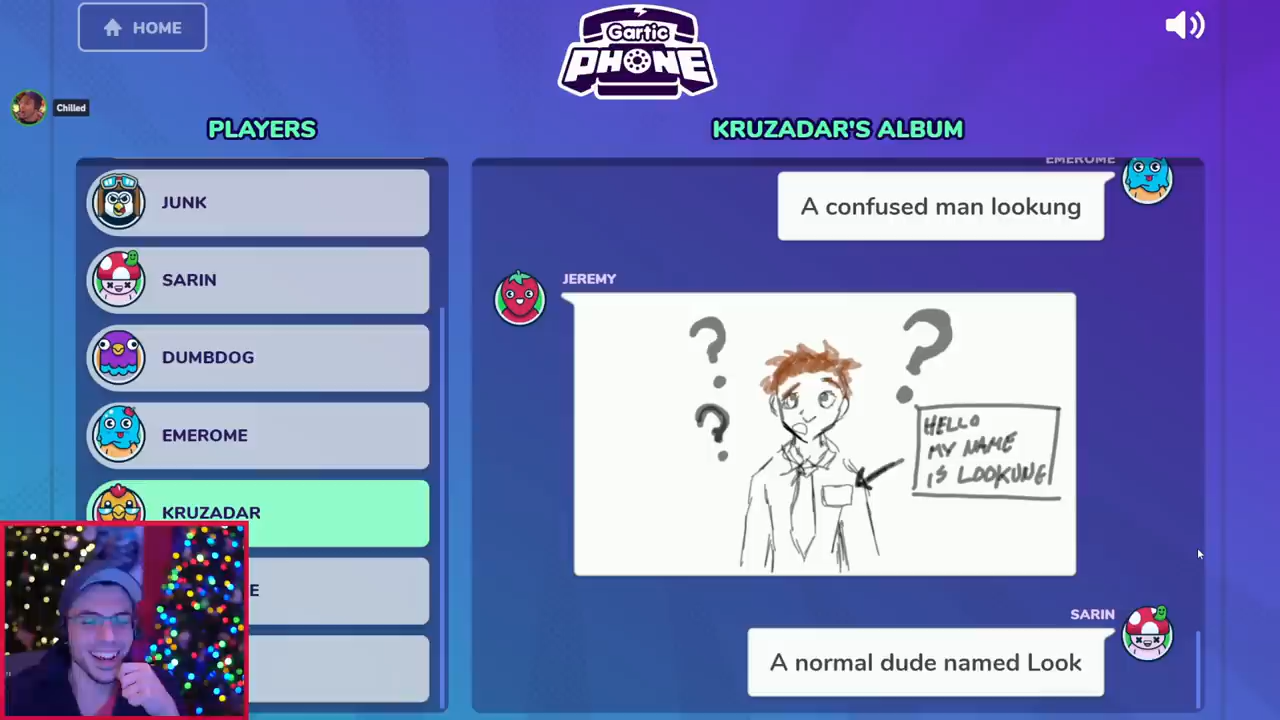 HOME
Gartic
PHONE
Chilled
PLAYERS
KRUZADAR'S ALBUM
JUNK
SARIN
DUMBDOG
EMEROME
KRUZADAR
E
EMEROME
A confused man lookung
JEREMY
?
?
?
HELLO
MY NAME
IS LOOKUNG
SARIN
A normal dude named Look